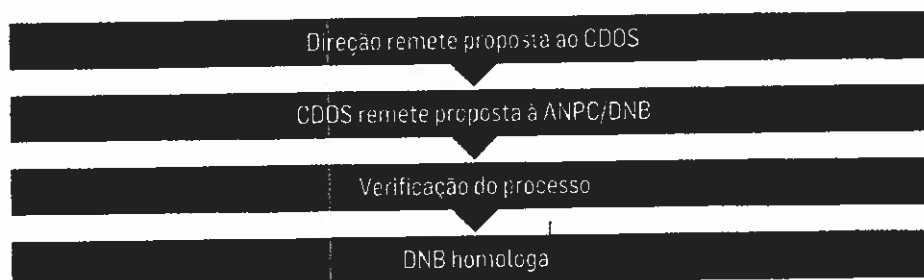 Direção remete proposta ao CDOS
CDOS remete proposta à ANPC/DNB
Verificação do processo
DNB homologa